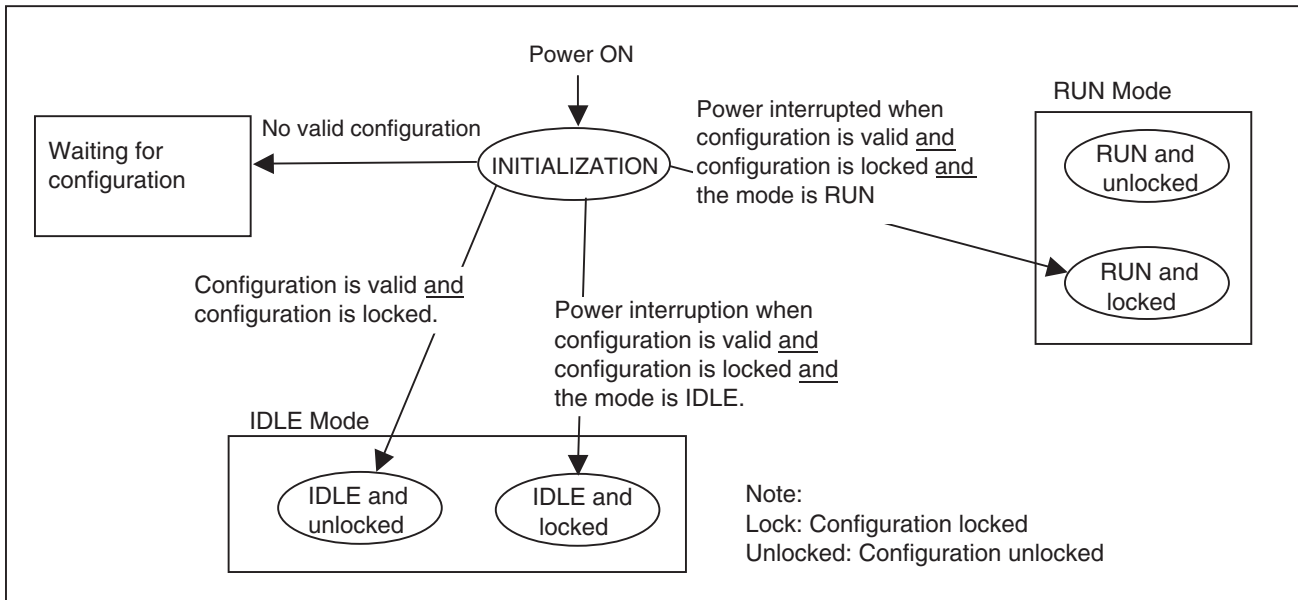 Power ON
No valid configuration
Waiting for
configuration
INITIALIZATION
Power interrupted when
configuration is valid and
configuration is locked and
the mode is RUN
RUN Mode
RUN and
unlocked
RUN and
locked
Configuration is valid and
configuration is locked.
Power interruption when
configuration is valid and
configuration is locked and
the mode is IDLE.
IDLE Mode
IDLE and
unlocked
IDLE and
locked
Note:
Lock: Configuration locked
Unlocked: Configuration unlocked